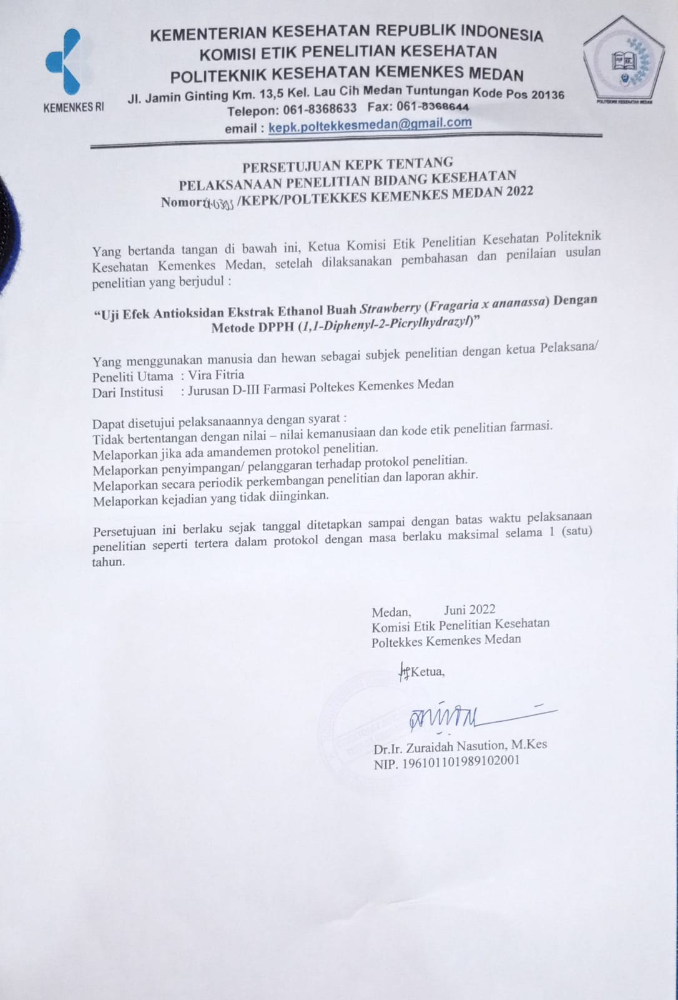 KEMENTERIAN KESEHATAN REPUBLIK INDONESIA
KOMISI ETIK PENELITIAN KESEHATAN
POLITEKNIK KESEHATAN KEMENKES MEDAN
Jl. Jamin Ginting Km. 13,5 Kel. Lau Cih Medan Tuntungan Kode Pos 20136
Telepon: 061-8368633 Fax: 061-8368644
email : kepk.poltekkesmedan@gmail.com
KEMENKES RI
POLITEKNIK KESEHATAN MEDAN
PERSETUJUAN KEPK TENTANG
PELAKSANAAN PENELITIAN BIDANG KESEHATAN
Nomor: /KEPK/POLTEKKES KEMENKES MEDAN 2022
Yang bertanda tangan di bawah ini, Ketua Komisi Etik Penelitian Kesehatan Politeknik
Kesehatan Kemenkes Medan, setelah dilaksanakan pembahasan dan penilaian usulan
penelitian yang berjudul :
“Uji Efek Antioksidan Ekstrak Ethanol Buah Strawberry (Fragaria x ananassa) Dengan
Metode DPPH (1,1-Diphenyl-2-Picrylhydrazyl)”
Yang menggunakan manusia dan hewan sebagai subjek penelitian dengan ketua Pelaksana/
Peneliti Utama : Vira Fitria
Dari Institusi : Jurusan D-III Farmasi Poltekes Kemenkes Medan
Dapat disetujui pelaksanaannya dengan syarat :
Tidak bertentangan dengan nilai – nilai kemanusiaan dan kode etik penelitian farmasi.
Melaporkan jika ada amandemen protokol penelitian.
Melaporkan penyimpangan/ pelanggaran terhadap protokol penelitian.
Melaporkan secara periodik perkembangan penelitian dan laporan akhir.
Melaporkan kejadian yang tidak diinginkan.
Persetujuan ini berlaku sejak tanggal ditetapkan sampai dengan batas waktu pelaksanaan
penelitian seperti tertera dalam protokol dengan masa berlaku maksimal selama 1 (satu)
tahun.
Medan, Juni 2022
Komisi Etik Penelitian Kesehatan
Poltekkes Kemenkes Medan
Ketua,
Dr.Ir. Zuraidah Nasution, M.Kes
NIP. 196101101989102001